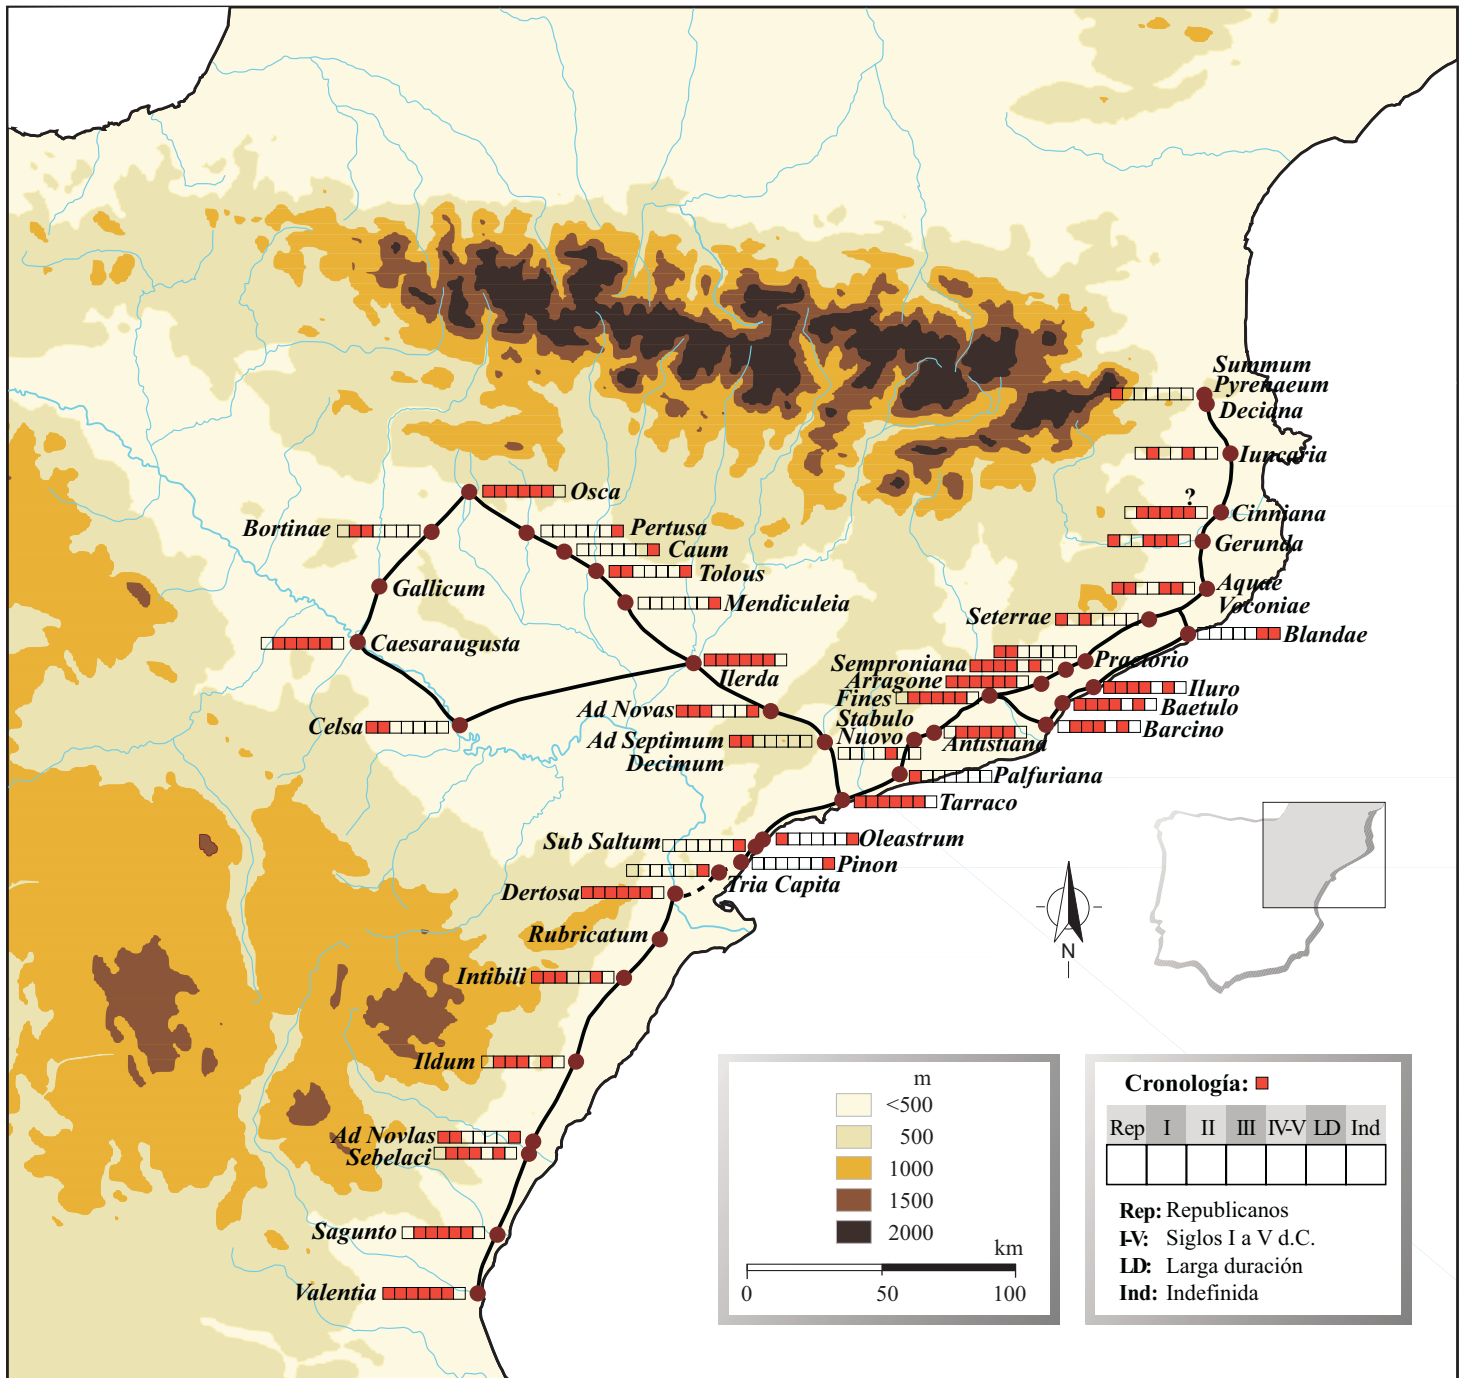 Summum
Pyrenaeum
Deciana
Iuncaria
?
Cinniana
Gerunda
Aquae
Voconiae
Seterrae
Blandae
Praetorio
Semproniana
Arragone
Fines
Iluro
Baetulo
Barcino
Stabulo
Nuovo
Antistiana
Palfuriana
Tarraco
Osca
Bortinae
Pertusa
Caum
Tolous
Mendiculeia
Gallicum
Caesaraugusta
Ilerda
Celsa
Ad Novas
Ad Septimum
Decimum
Sub Saltum
Oleastrum
Pinon
Tria Capita
Dertosa
Rubricatum
Intibili
Ildum
Ad Novlas
Sebelaci
Sagunto
Valentia
N
m
<500
500
1000
1500
2000
km
0 50 100
Cronología:
Rep I II III IV-V LD Ind
Rep: Republicanos
I-V: Siglos I a V d.C.
LD: Larga duración
Ind: Indefinida